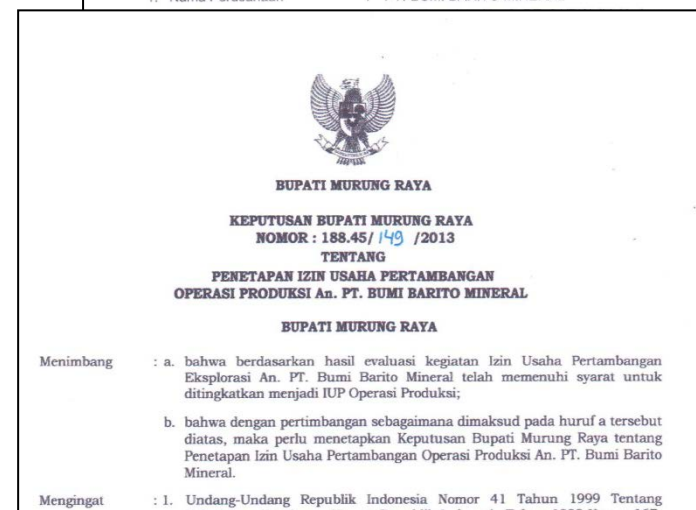 BUPATI MURUNG RAYA
KEPUTUSAN BUPATI MURUNG RAYA
NOMOR : 188.45/ 149 /2013
TENTANG
PENETAPAN IZIN USAHA PERTAMBANGAN
OPERASI PRODUKSI An. PT. BUMI BARITO MINERAL
BUPATI MURUNG RAYA
Menimbang : a. bahwa berdasarkan hasil evaluasi kegiatan Izin Usaha Pertambangan
Eksplorasi An. PT. Bumi Barito Mineral telah memenuhi syarat untuk
ditingkatkan menjadi IUP Operasi Produksi;
b. bahwa dengan pertimbangan sebagaimana dimaksud pada huruf a tersebut
diatas, maka perlu menetapkan Keputusan Bupati Murung Raya tentang
Penetapan Izin Usaha Pertambangan Operasi Produksi An. PT. Bumi Barito
Mineral.
Mengingat : 1. Undang-Undang Republik Indonesia Nomor 41 Tahun 1999 Tentang